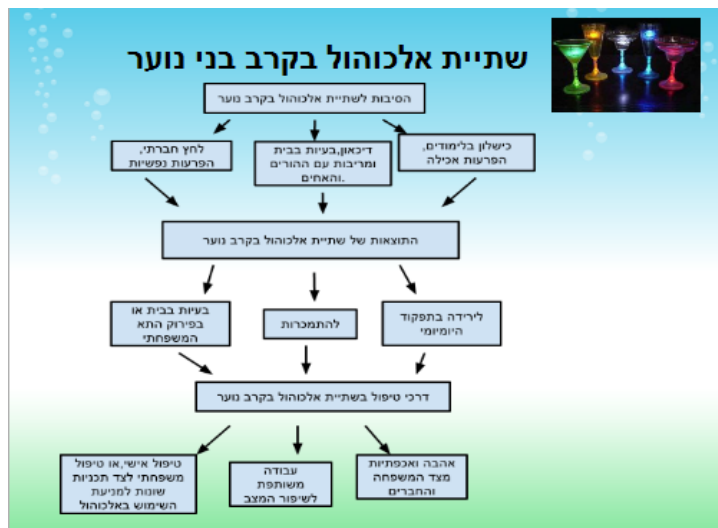 שתיית אלכוהול בקרב בני נוער
הסיבות לשתיית אלכוהול בקרב נוער
כישלון בלימודים,
הפרעות אכילה
דיכאון,בעיות בבית
ומריבות עם ההורים
והאחים.
לחץ חברתי,
הפרעות נפשיות
התוצאות של שתיית אלכוהול בקרב נוער
לירידה בתפקוד
היומיומי
להתמכרות
בעיות בבית או
בפירוק התא
המשפחתי
דרכי טיפול בשתיית אלכוהול בקרב נוער
אהבה ואכפתיות
מצד המשפחה
והחברים
עבודה
משותפת
לשיפור המצב
טיפול אישי,או טיפול
משפחתי לצד תכניות
שונות למניעת
השימוש באלכוהול